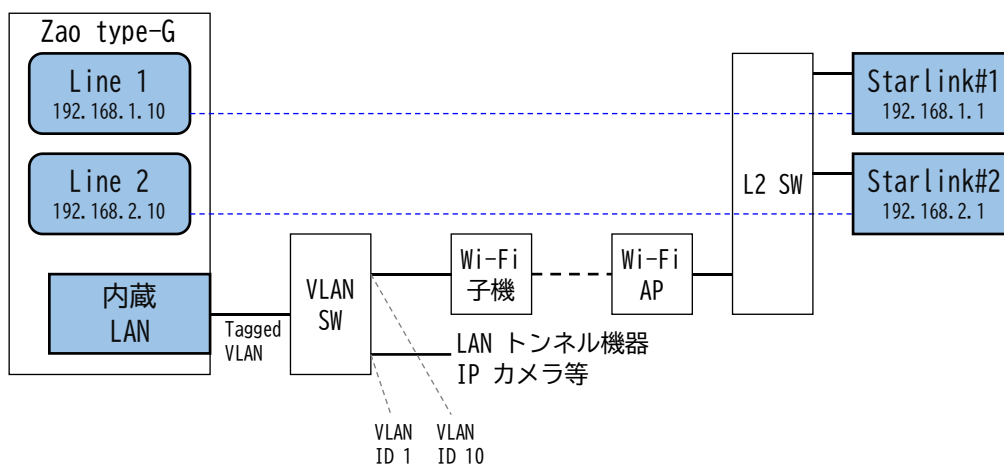 Zao type-G
Line 1
192.168.1.10
Line 2
192.168.2.10
内蔵
LAN
Tagged
VLAN
VLAN
SW
Wi-Fi
子機
Wi-Fi
AP
LAN トンネル機器
IP カメラ等
VLAN
ID 1
VLAN
ID 10
L2 SW
Starlink#1
192.168.1.1
Starlink#2
192.168.2.1